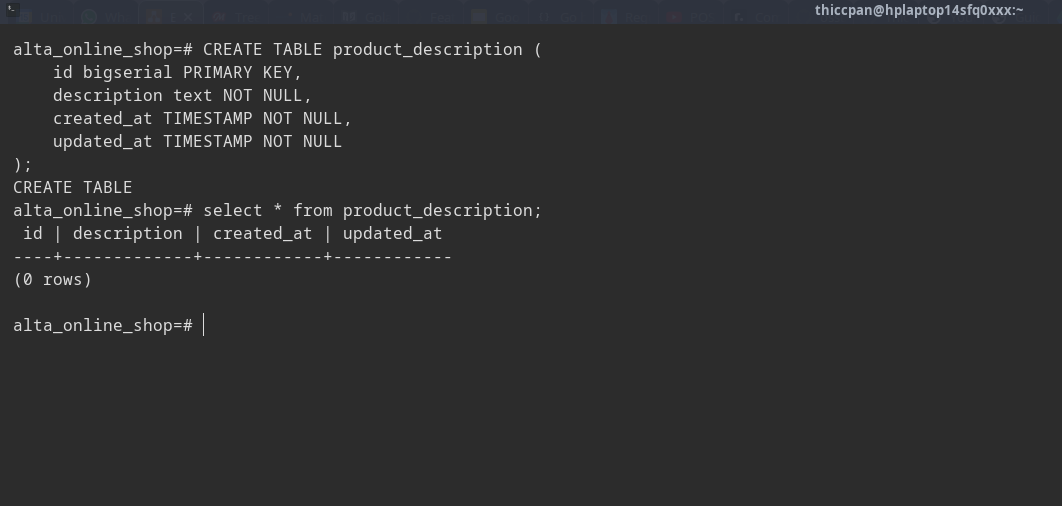 thiccpan@hplaptop14sfq0xxx:~
alta_online_shop=# CREATE TABLE product_description (
    id bigserial PRIMARY KEY,
    description text NOT NULL,
    created_at TIMESTAMP NOT NULL,
    updated_at TIMESTAMP NOT NULL
);
CREATE TABLE
alta_online_shop=# select * from product_description;
 id | description | created_at | updated_at
----+-------------+------------+------------
(0 rows)
alta_online_shop=#